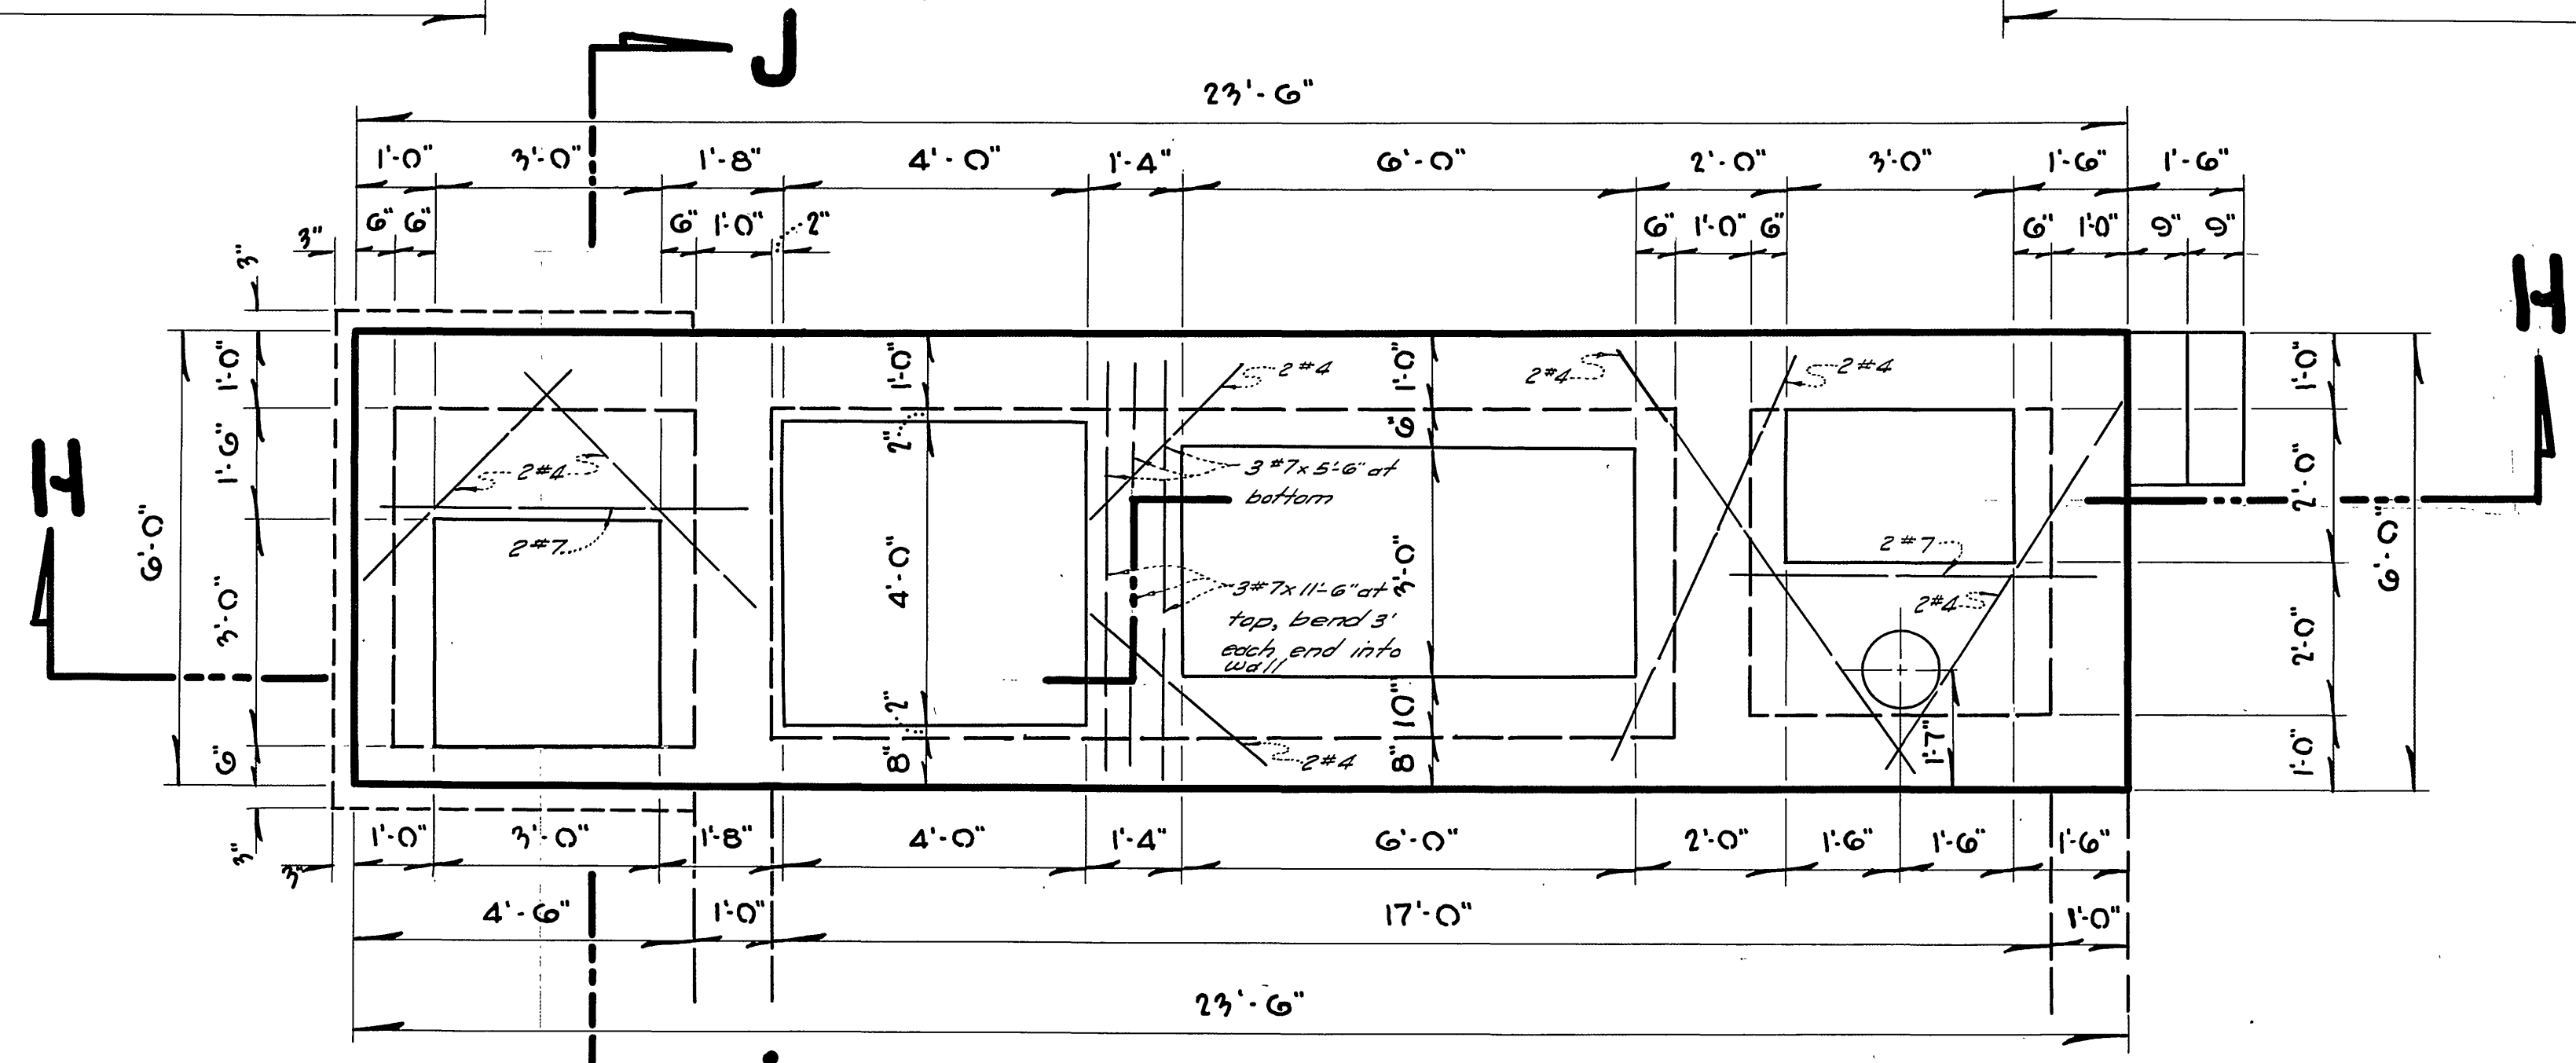 J
23'-6"
1'-0" 3'-0" 1'-8" 4'-0" 1'-4" 6'-0" 2'-0" 3'-0" 1'-6" 1'-6"
3" 6" 6" 6" 1'-0" 2" 6" 1'-0" 6" 6" 1'-0" 9" 9"
3"
H
H
6'-0"
1'-0"
1'-6"
3'-0"
6"
3"
3"
2#4
2#7
1'-0"
2"
4'-0"
2"
8"
2#4
3#7x5'-6" at
bottom
3#7x11'-6" at
top, bend 3'
each end into
wall
2#4
1'-0"
6"
3'-0"
10"
8"
2#4
2#4
2#7
2#4
1'-7"
1'-0"
2'-0"
2'-0"
1'-0"
6'-0"
1'-0" 3'-0" 1'-8" 4'-0" 1'-4" 6'-0" 2'-0" 1'-6" 1'-6" 1'-6"
4'-6" 1'-0" 17'-0" 1'-0"
23'-6"